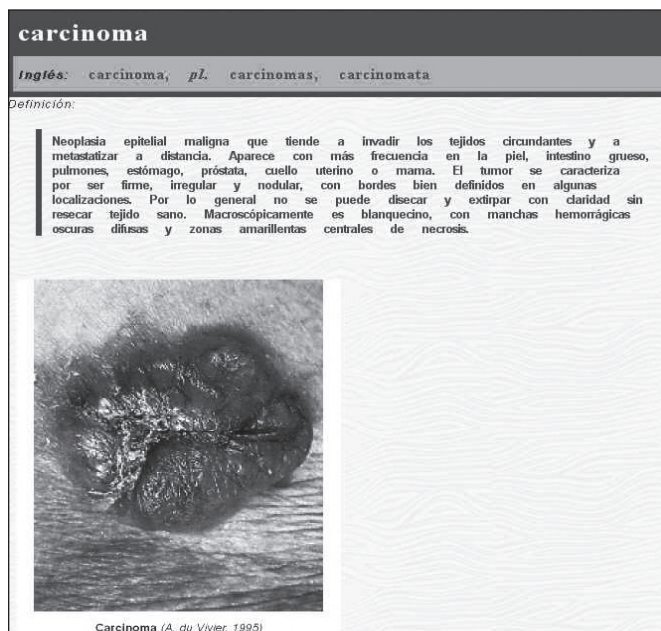 carcinoma
Inglés: carcinoma, pl. carcinomas, carcinomata
Definición:
Neoplasia epitelial maligna que tiende a invadir los tejidos circundantes y a
metastatizar a distancia. Aparece con más frecuencia en la piel, intestino grueso,
pulmones, estómago, próstata, cuello uterino o mama. El tumor se caracteriza
por ser firme, irregular y nodular, con bordes bien definidos en algunas
localizaciones. Por lo general no se puede disecar y extirpar con claridad sin
resecar tejido sano. Macroscópicamente es blanquecino, con manchas hemorrágicas
oscuras difusas y zonas amarillentas centrales de necrosis.
Carcinoma (A. du Vivier, 1995)